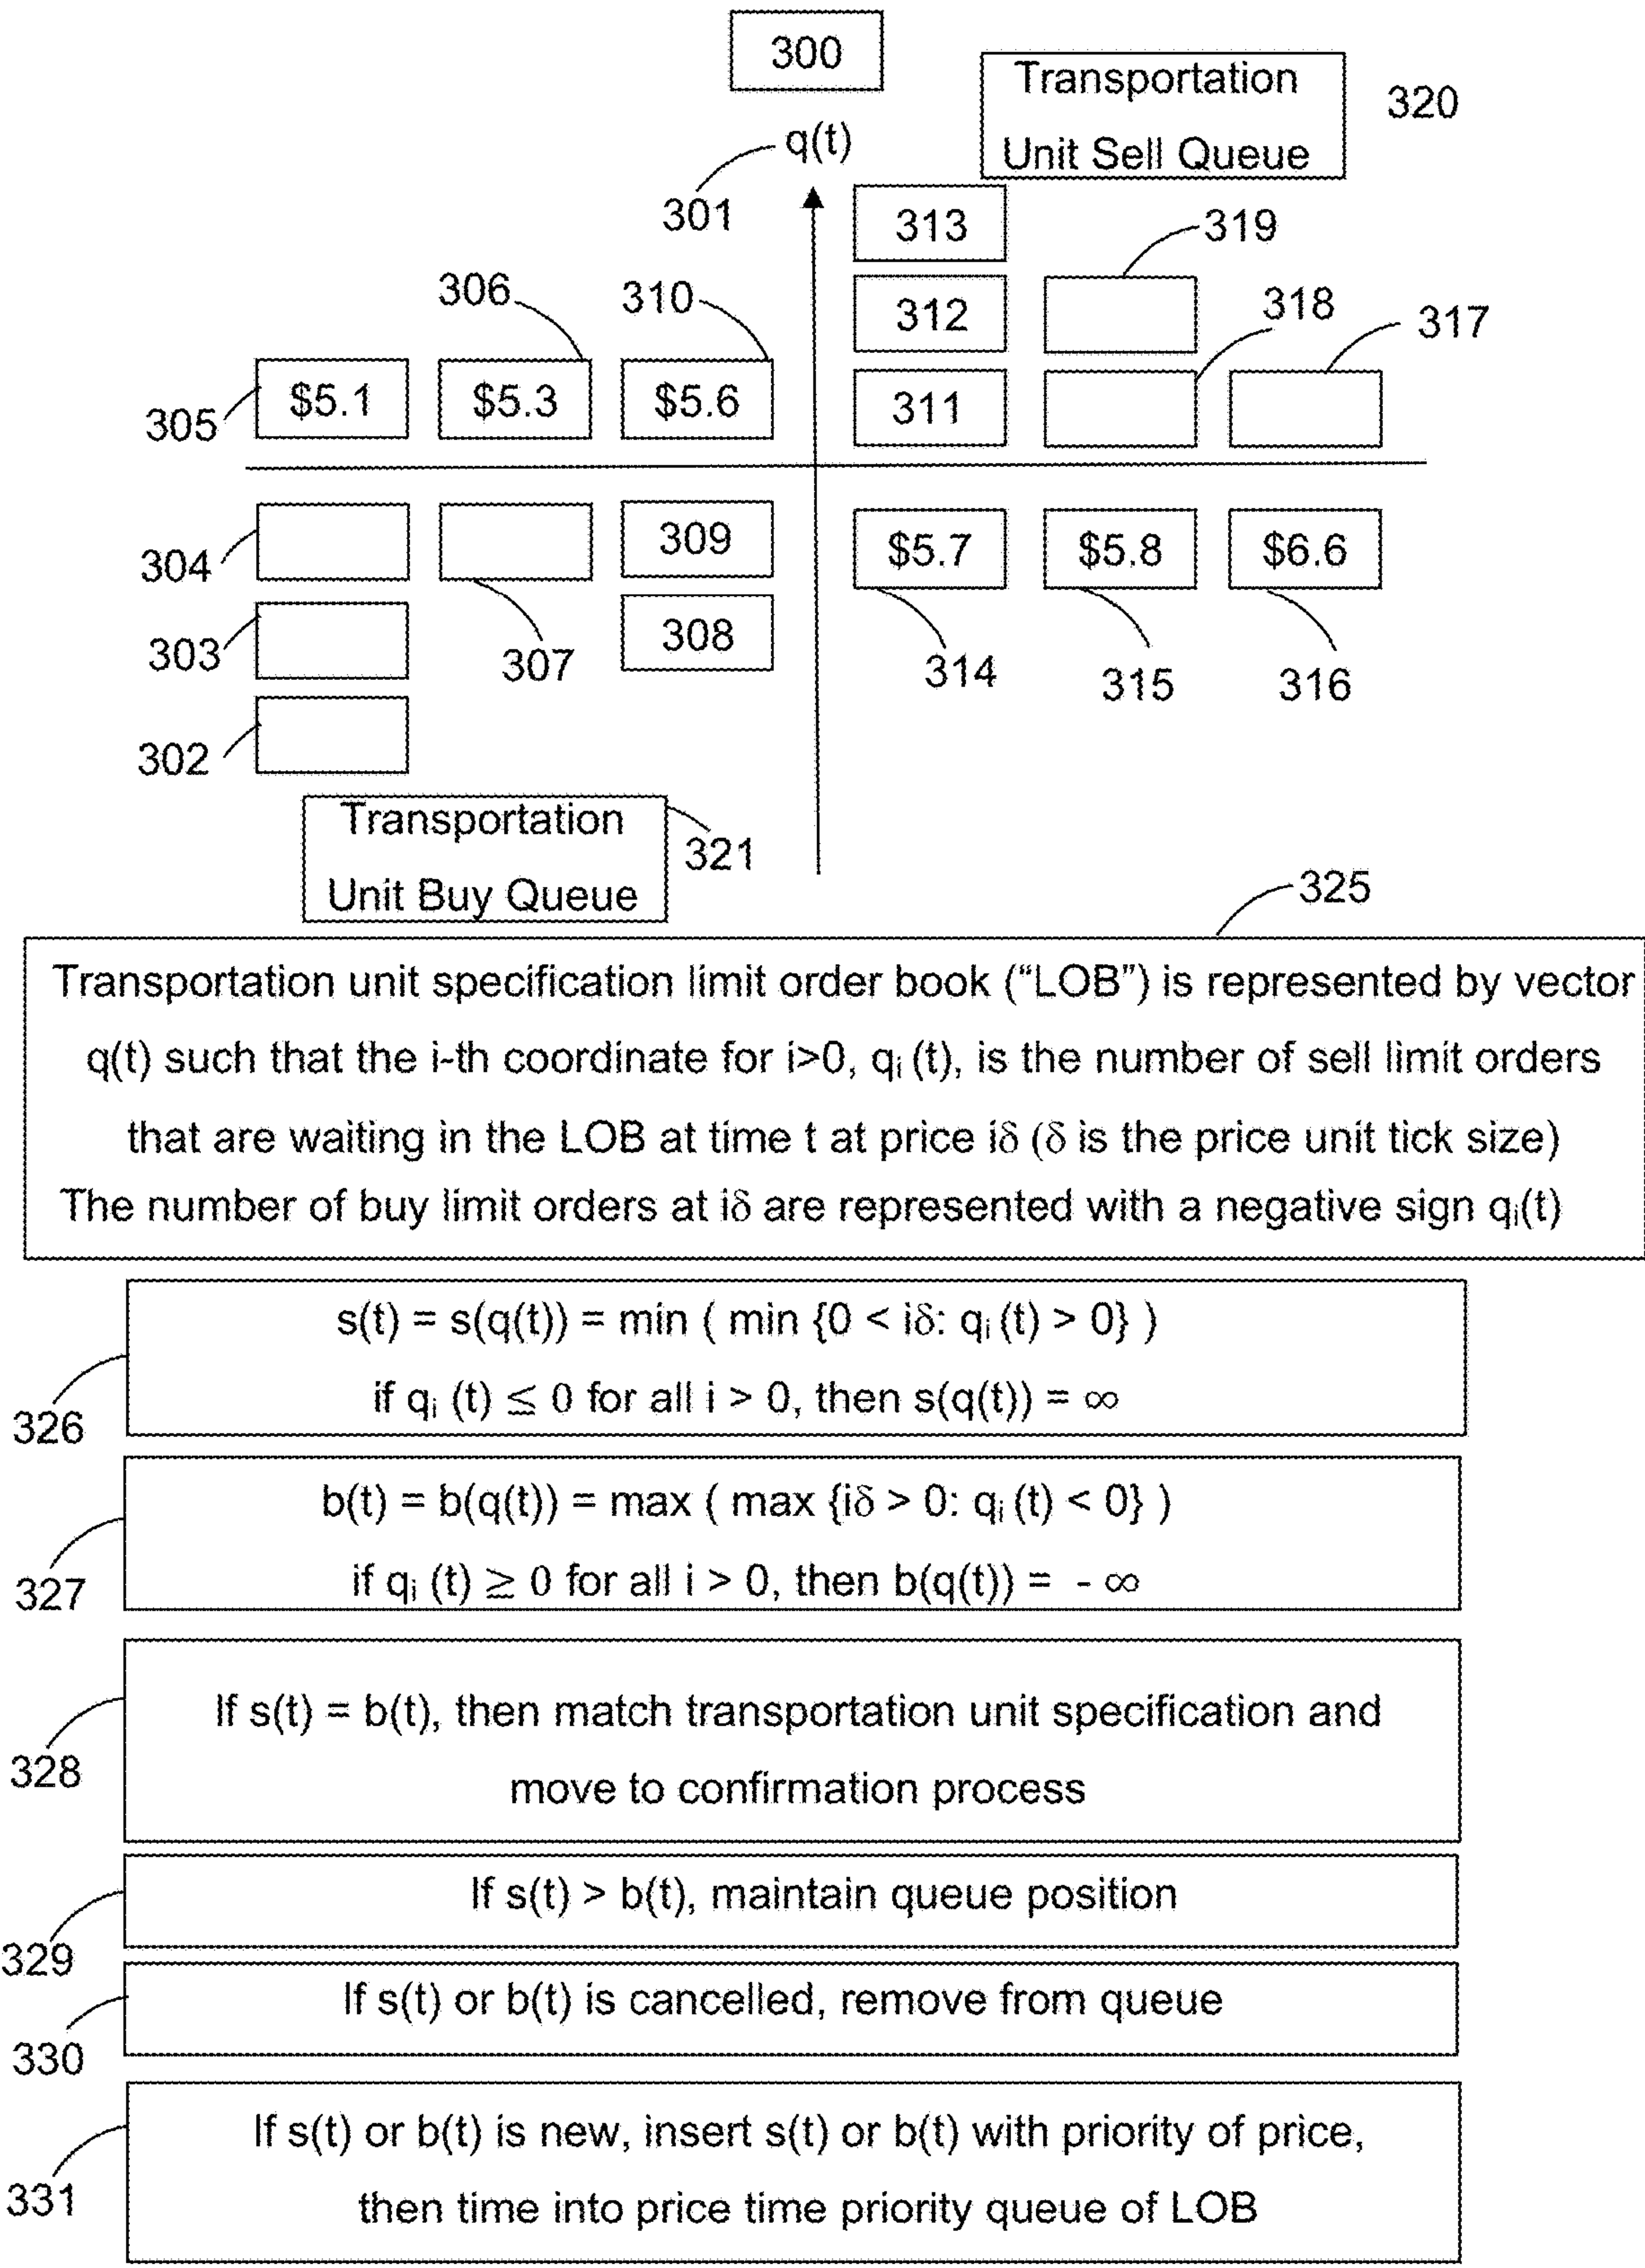 300
Transportation
Unit Sell Queue
320
q(t)
301
313
319
306
310
312
318
317
305
$5.1
$5.3
$5.6
311
304
309
$5.7
$5.8
$6.6
303
307
308
314
315
316
302
Transportation
Unit Buy Queue
321
325
Transportation unit specification limit order book (“LOB”) is represented by vector
q(t) such that the i-th coordinate for i>0, qᵢ (t), is the number of sell limit orders
that are waiting in the LOB at time t at price iδ (δ is the price unit tick size)
The number of buy limit orders at iδ are represented with a negative sign qᵢ(t)
s(t) = s(q(t)) = min ( min {0 < iδ: qᵢ (t) > 0} )
if qᵢ (t) ≦ 0 for all i > 0, then s(q(t)) = ∞
326
b(t) = b(q(t)) = max ( max {iδ > 0: qᵢ (t) < 0} )
if qᵢ (t) ≧ 0 for all i > 0, then b(q(t)) = - ∞
327
If s(t) = b(t), then match transportation unit specification and
move to confirmation process
328
If s(t) > b(t), maintain queue position
329
If s(t) or b(t) is cancelled, remove from queue
330
If s(t) or b(t) is new, insert s(t) or b(t) with priority of price,
then time into price time priority queue of LOB
331